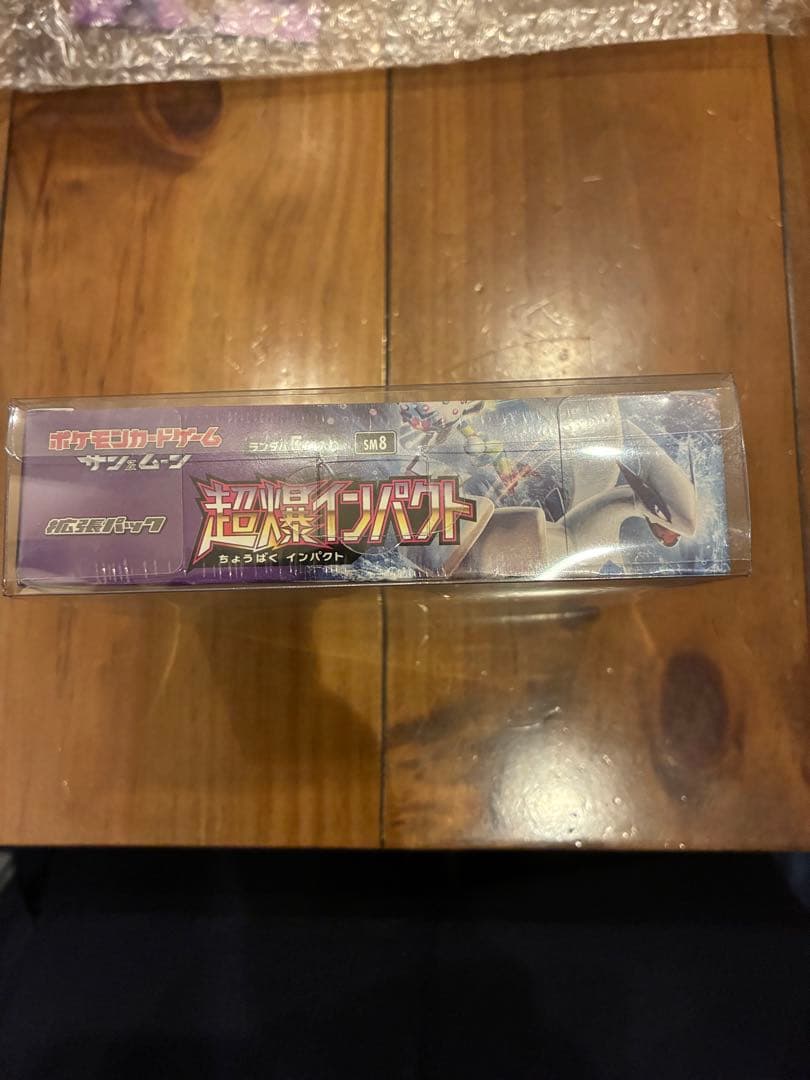 ポケモンカードゲーム
サン&ムーン
拡張パック
SM8
超爆インパクト
ちょうばく インパクト